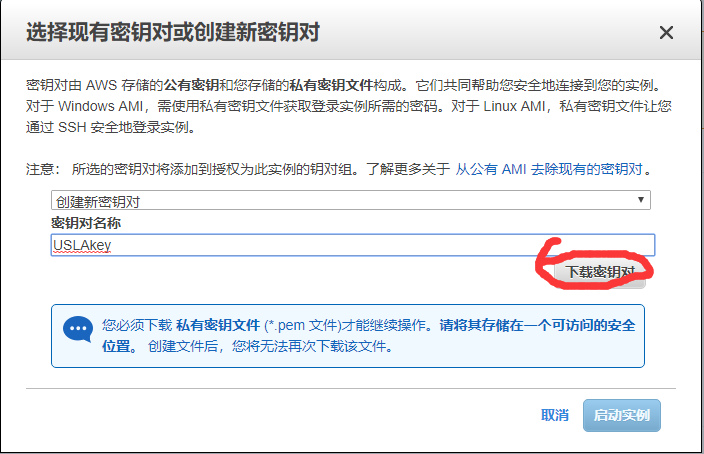 选择现有密钥对或创建新密钥对
密钥对由 AWS 存储的公有密钥和您存储的私有密钥文件构成。它们共同帮助您安全地连接到您的实例。
对于 Windows AMI，需使用私有密钥文件获取登录实例所需的密码。对于 Linux AMI，私有密钥文件让您
通过 SSH 安全地登录实例。
注意： 所选的密钥对将添加到授权为此实例的钥对组。了解更多关于 从公有 AMI 去除现有的密钥对。
创建新密钥对
密钥对名称
USLAkey
下载密钥对
您必须下载 私有密钥文件 (*.pem 文件)才能继续操作。请将其存储在一个可访问的安全
位置。 创建文件后，您将无法再次下载该文件。
取消 启动实例